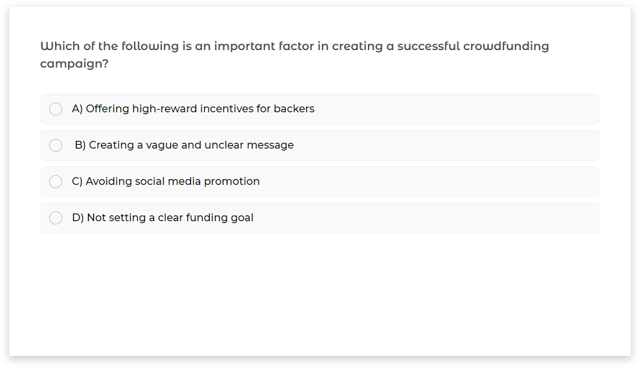 Which of the following is an important factor in creating a successful crowdfunding
campaign?
A) Offering high-reward incentives for backers
B) Creating a vague and unclear message
C) Avoiding social media promotion
D) Not setting a clear funding goal